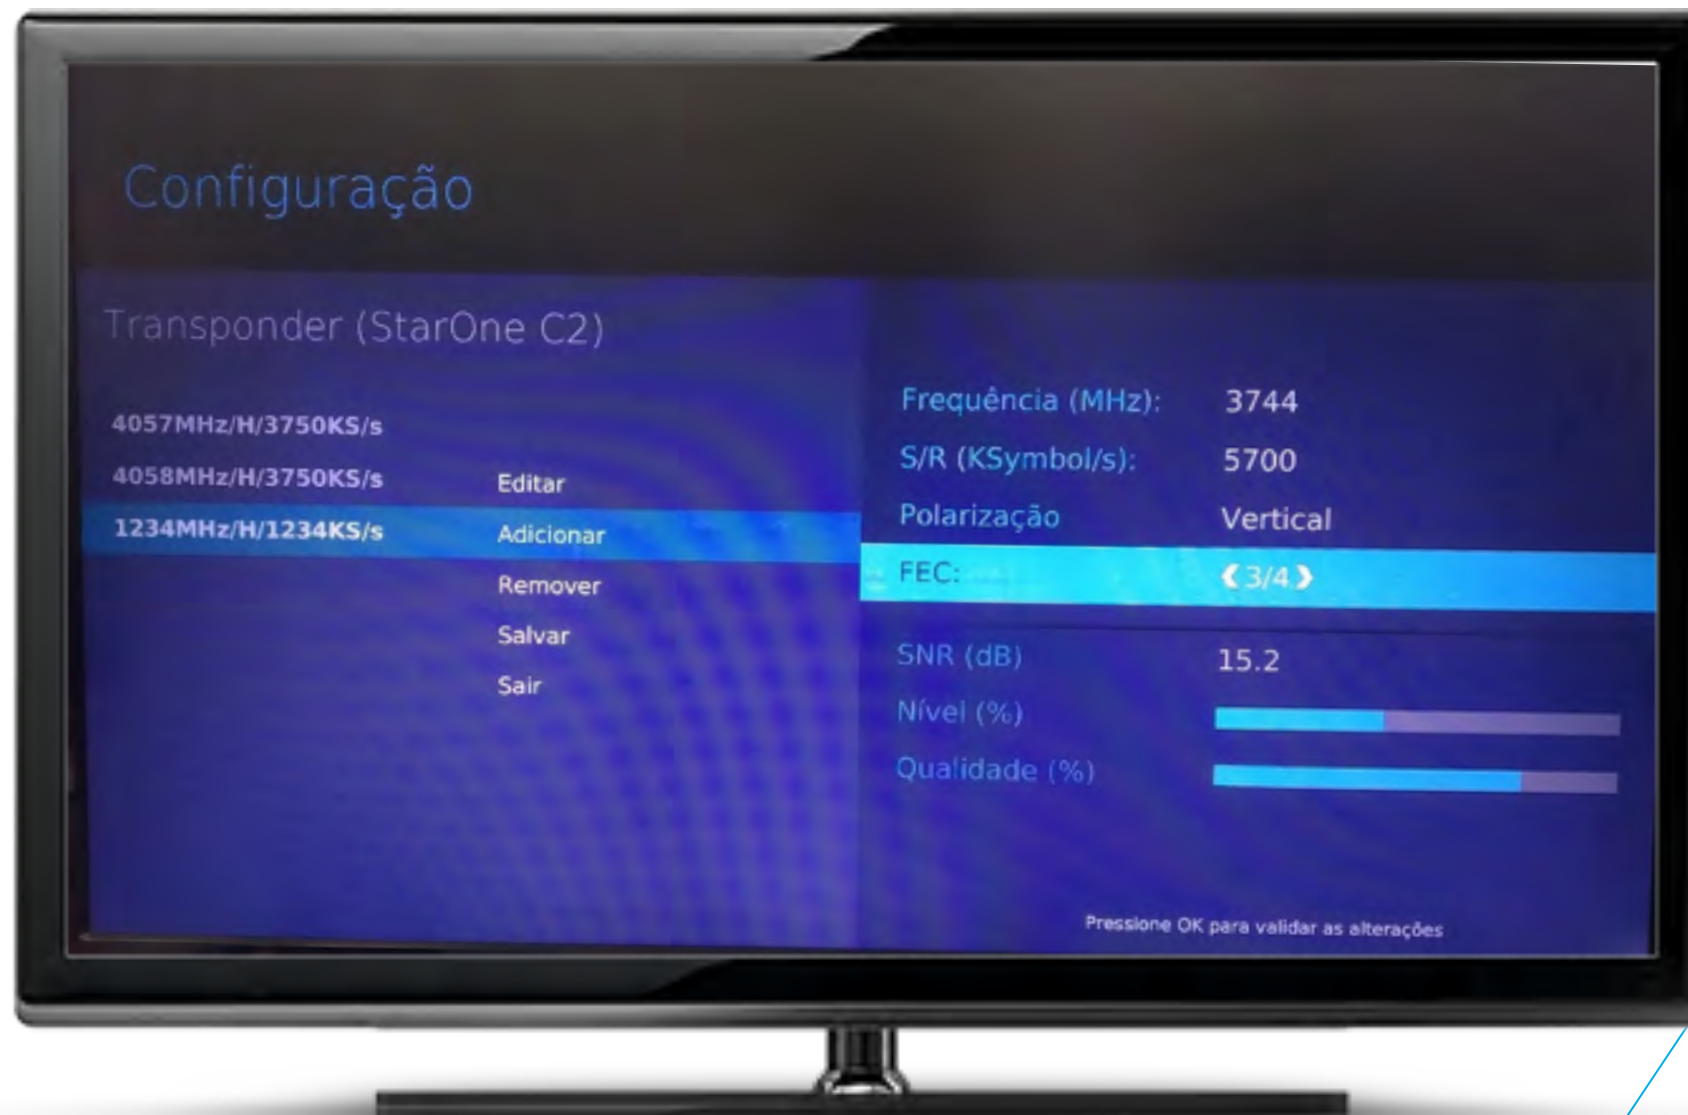 Configuração
Transponder (StarOne C2)
4057MHz/H/3750KS/s
4058MHz/H/3750KS/s
1234MHz/H/1234KS/s
Editar
Adicionar
Remover
Salvar
Sair
Frequência (MHz): 3744
S/R (KSymbol/s): 5700
Polarização Vertical
FEC: ❮ 3/4 ❯
SNR (dB) 15.2
Nível (%)
Qualidade (%)
Pressione OK para validar as alterações